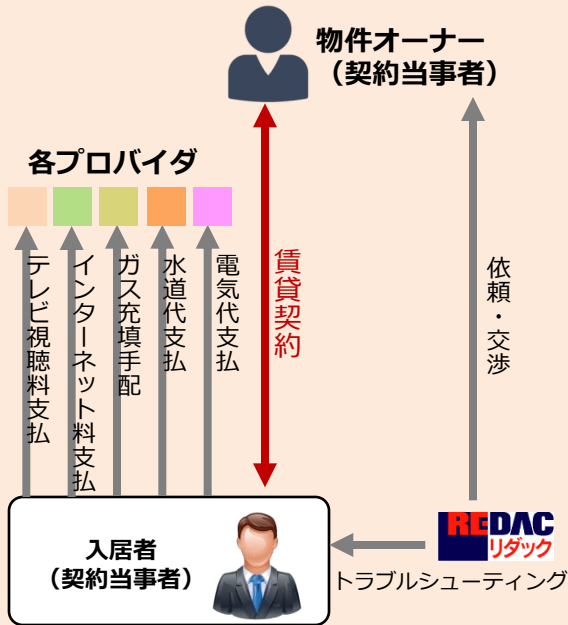 物件オーナー
（契約当事者）
各プロバイダ
テレビ視聴料支払
インターネット料支払
ガス充填手配
水道代支払
電気代支払
賃貸契約
依頼・交渉
入居者
（契約当事者）
REDAC
リダック
トラブルシューティング